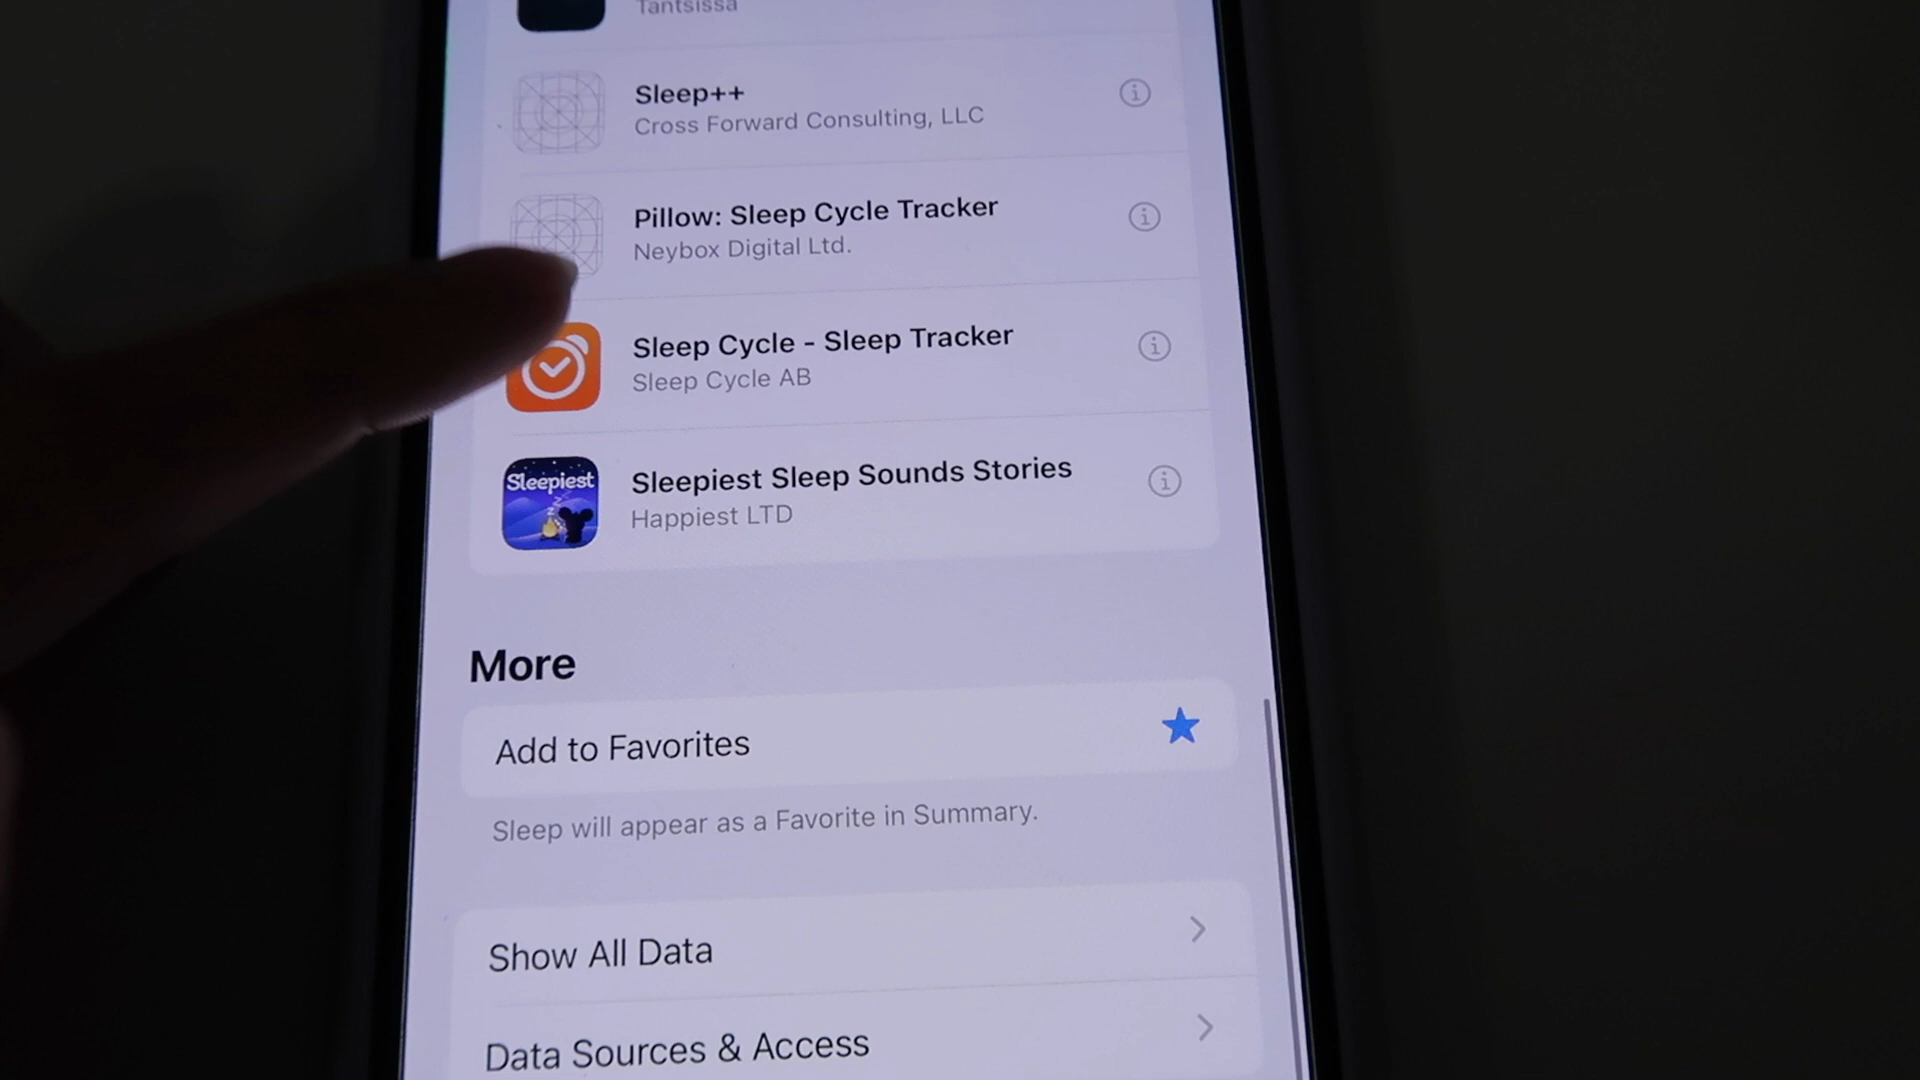 Tantsissa
Sleep++
Cross Forward Consulting, LLC
Pillow: Sleep Cycle Tracker
Neybox Digital Ltd.
Sleep Cycle - Sleep Tracker
Sleep Cycle AB
Sleepiest
Sleepiest Sleep Sounds Stories
Happiest LTD
More
Add to Favorites
Sleep will appear as a Favorite in Summary.
Show All Data
Data Sources & Access